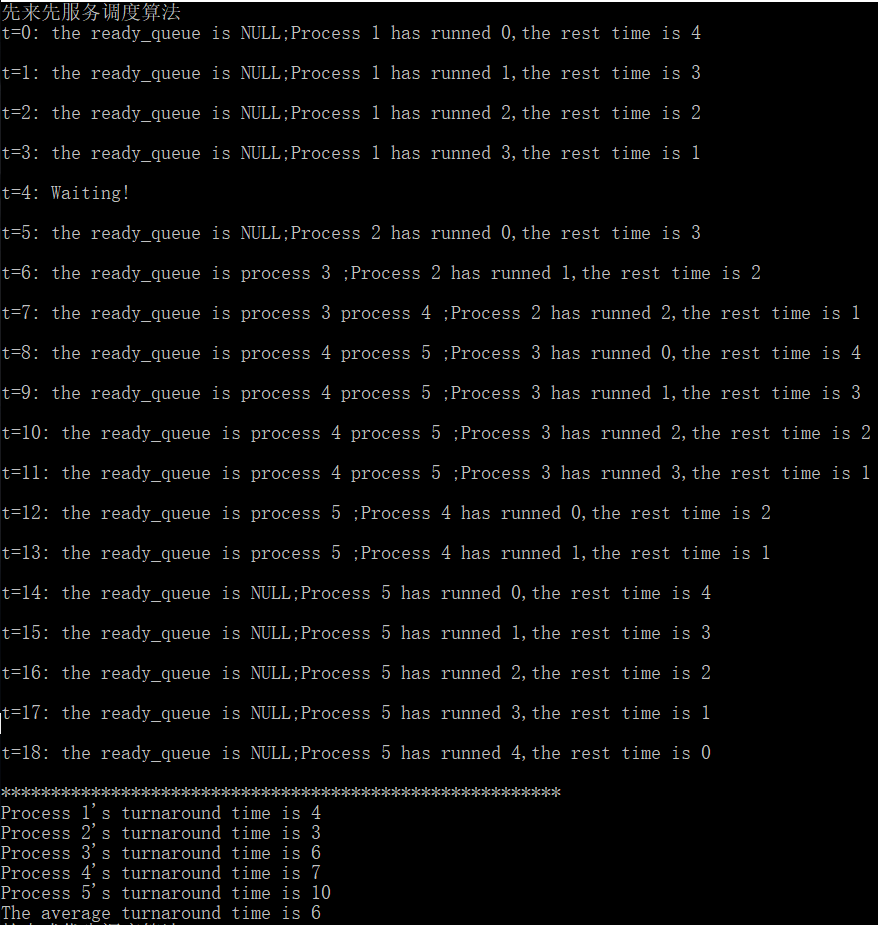 先来先服务调度算法
t=0: the ready_queue is NULL;Process 1 has runned 0,the rest time is 4
t=1: the ready_queue is NULL;Process 1 has runned 1,the rest time is 3
t=2: the ready_queue is NULL;Process 1 has runned 2,the rest time is 2
t=3: the ready_queue is NULL;Process 1 has runned 3,the rest time is 1
t=4: Waiting!
t=5: the ready_queue is NULL;Process 2 has runned 0,the rest time is 3
t=6: the ready_queue is process 3 ;Process 2 has runned 1,the rest time is 2
t=7: the ready_queue is process 3 process 4 ;Process 2 has runned 2,the rest time is 1
t=8: the ready_queue is process 4 process 5 ;Process 3 has runned 0,the rest time is 4
t=9: the ready_queue is process 4 process 5 ;Process 3 has runned 1,the rest time is 3
t=10: the ready_queue is process 4 process 5 ;Process 3 has runned 2,the rest time is 2
t=11: the ready_queue is process 4 process 5 ;Process 3 has runned 3,the rest time is 1
t=12: the ready_queue is process 5 ;Process 4 has runned 0,the rest time is 2
t=13: the ready_queue is process 5 ;Process 4 has runned 1,the rest time is 1
t=14: the ready_queue is NULL;Process 5 has runned 0,the rest time is 4
t=15: the ready_queue is NULL;Process 5 has runned 1,the rest time is 3
t=16: the ready_queue is NULL;Process 5 has runned 2,the rest time is 2
t=17: the ready_queue is NULL;Process 5 has runned 3,the rest time is 1
t=18: the ready_queue is NULL;Process 5 has runned 4,the rest time is 0
********************************************************
Process 1's turnaround time is 4
Process 2's turnaround time is 3
Process 3's turnaround time is 6
Process 4's turnaround time is 7
Process 5's turnaround time is 10
The average turnaround time is 6